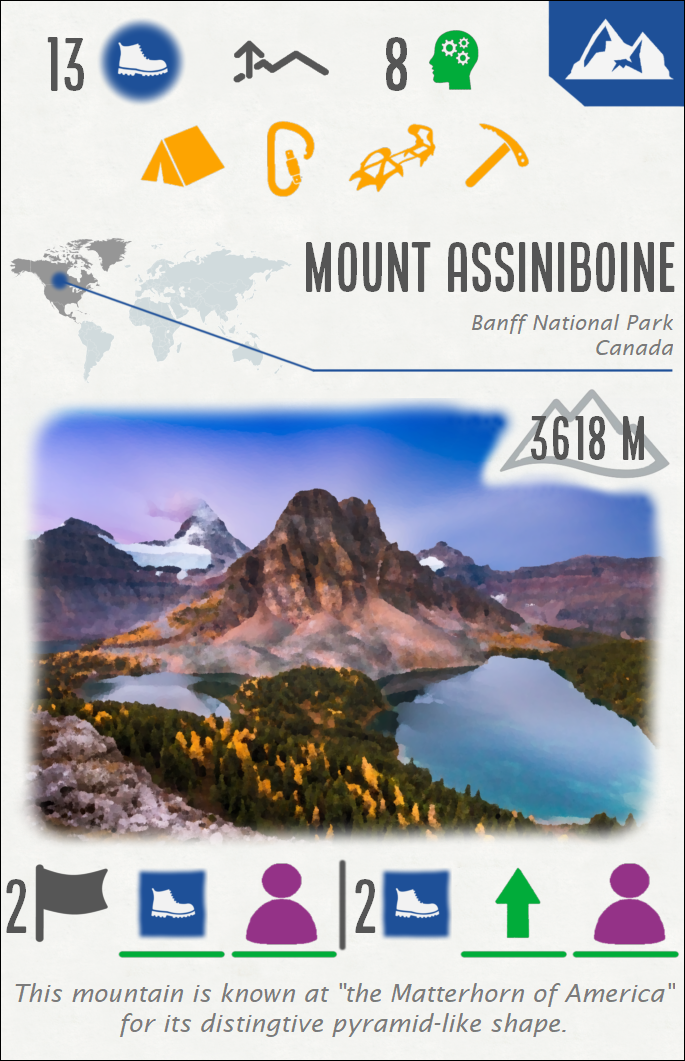 13
8
MOUNT ASSINIBOINE
Banff National Park
Canada
3618 M
2 2
This mountain is known at "the Matterhorn of America"
for its distingtive pyramid-like shape.